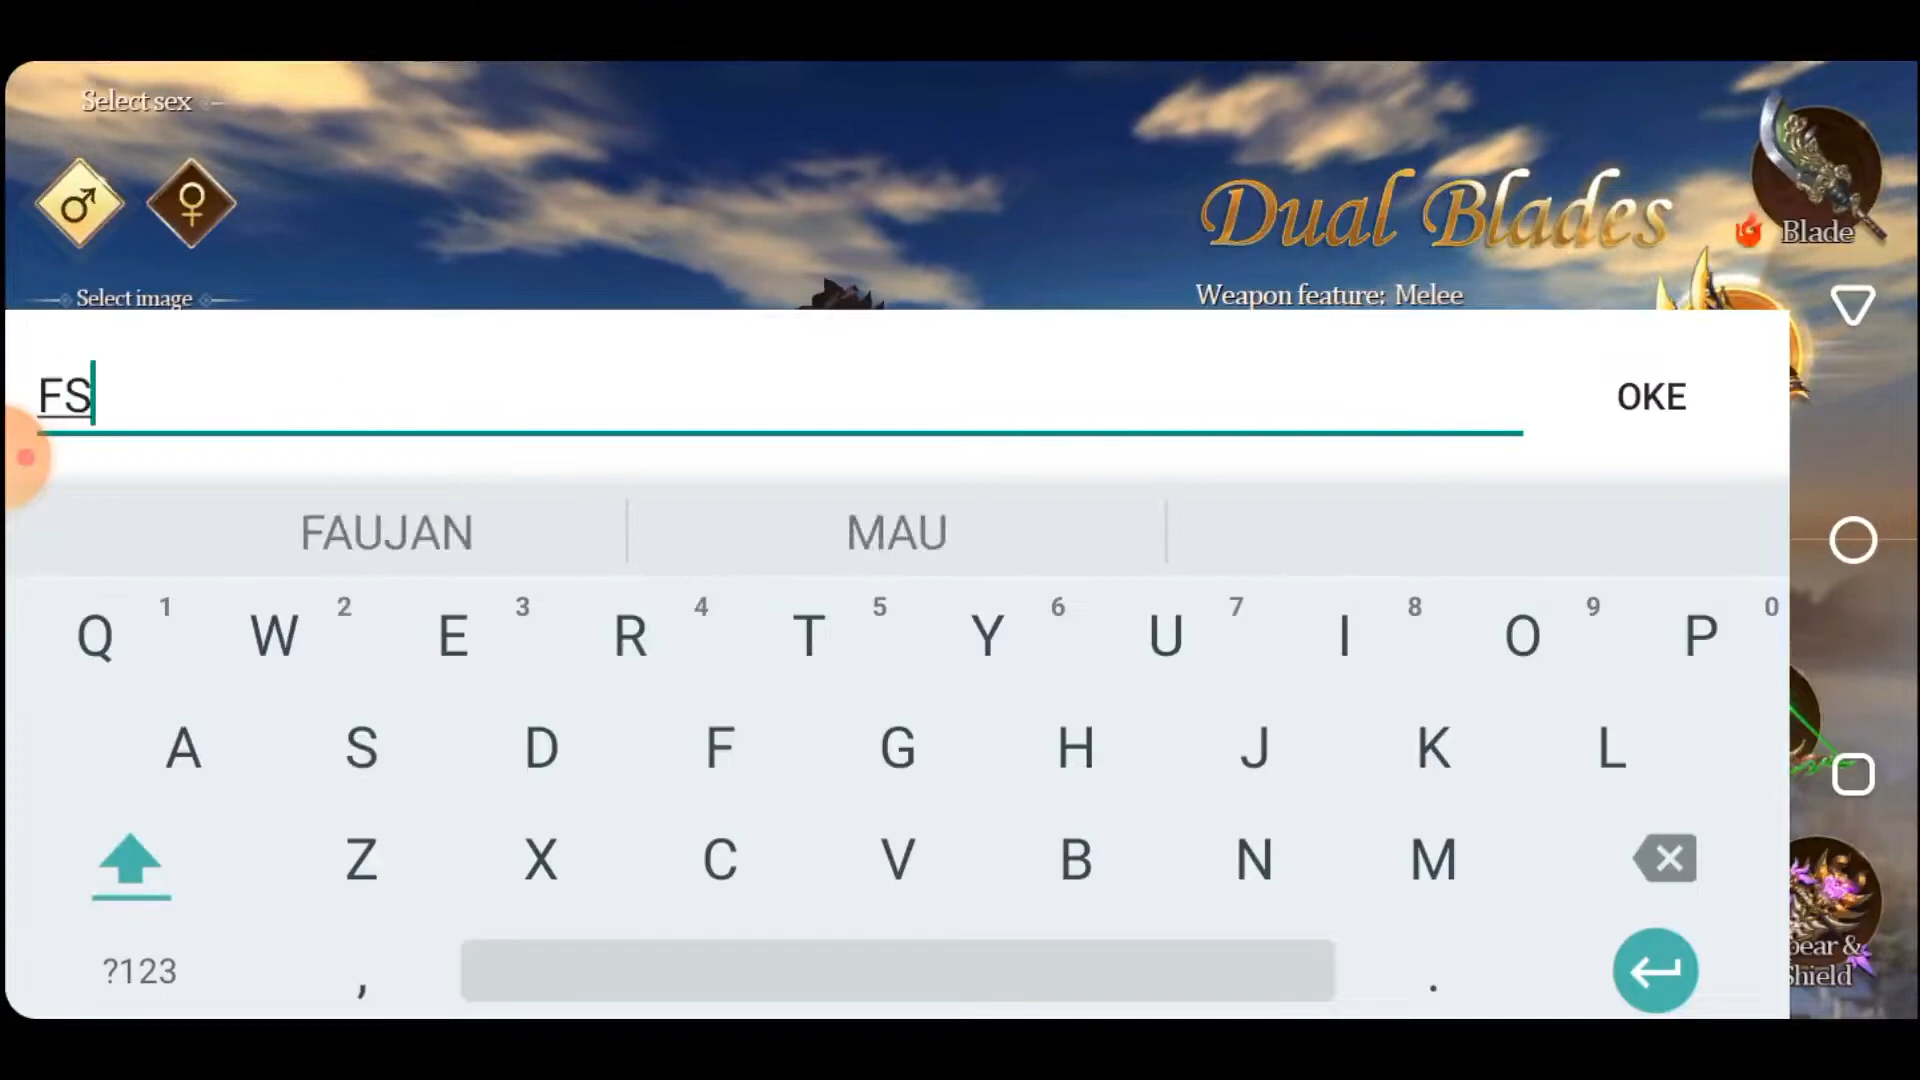 Select sex
Dual Blades
Blade
Select image
Weapon feature: Melee
FS
OKE
FAUJAN MAU
1 2 3 4 5 6 7 8 9 0
Q W E R T Y U I O P
A S D F G H J K L
Z X C V B N M
?123 , .
pear &
Shield